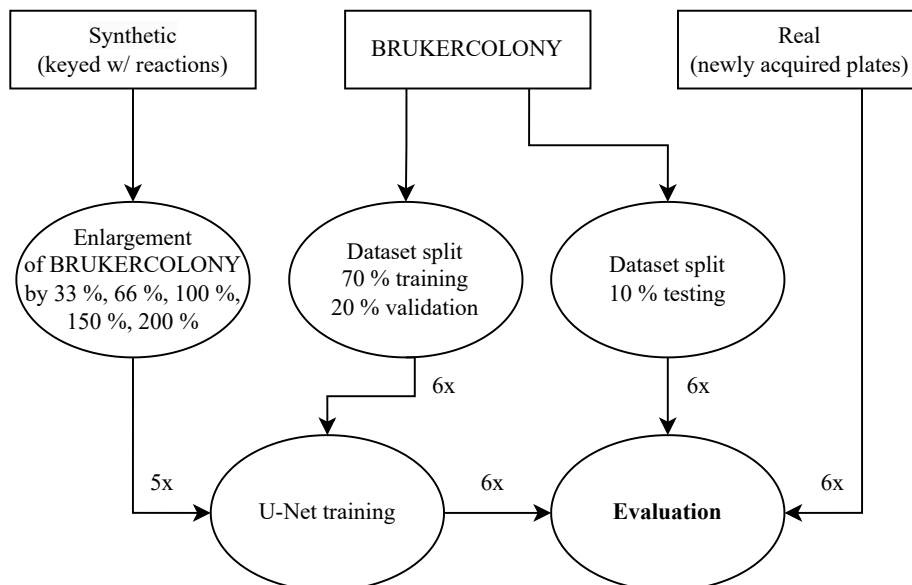 Synthetic
(keyed w/ reactions)
BRUKERCOLONY
Real
(newly acquired plates)
Enlargement
of BRUKERCOLONY
by 33 %, 66 %, 100 %,
150 %, 200 %
Dataset split
70 % training
20 % validation
Dataset split
10 % testing
6x
6x
5x
U-Net training
6x
Evaluation
6x